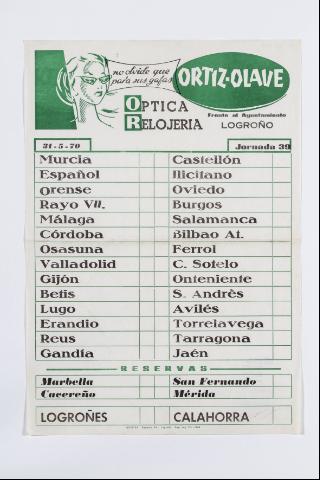 no olvide que
para sus gafas
ORTIZ-OLAVE
OPTICA
RELOJERIA
Frente al Ayuntamiento
LOGROÑO
31-5-70 Jornada 39
Murcia Castellón
Español Ilicitano
Orense Oviedo
Rayo Vll. Burgos
Málaga Salamanca
Córdoba Bilbao At.
Osasuna Ferrol
Valladolid C. Sotelo
Gijón Onteniente
Betis S. Andrès
Lugo Avilés
Erandio Torrelavega
Reus Tarragona
Gandía Jaén
RESERVAS
Marbella San Fernando
Cacereño Mérida
LOGROÑES CALAHORRA